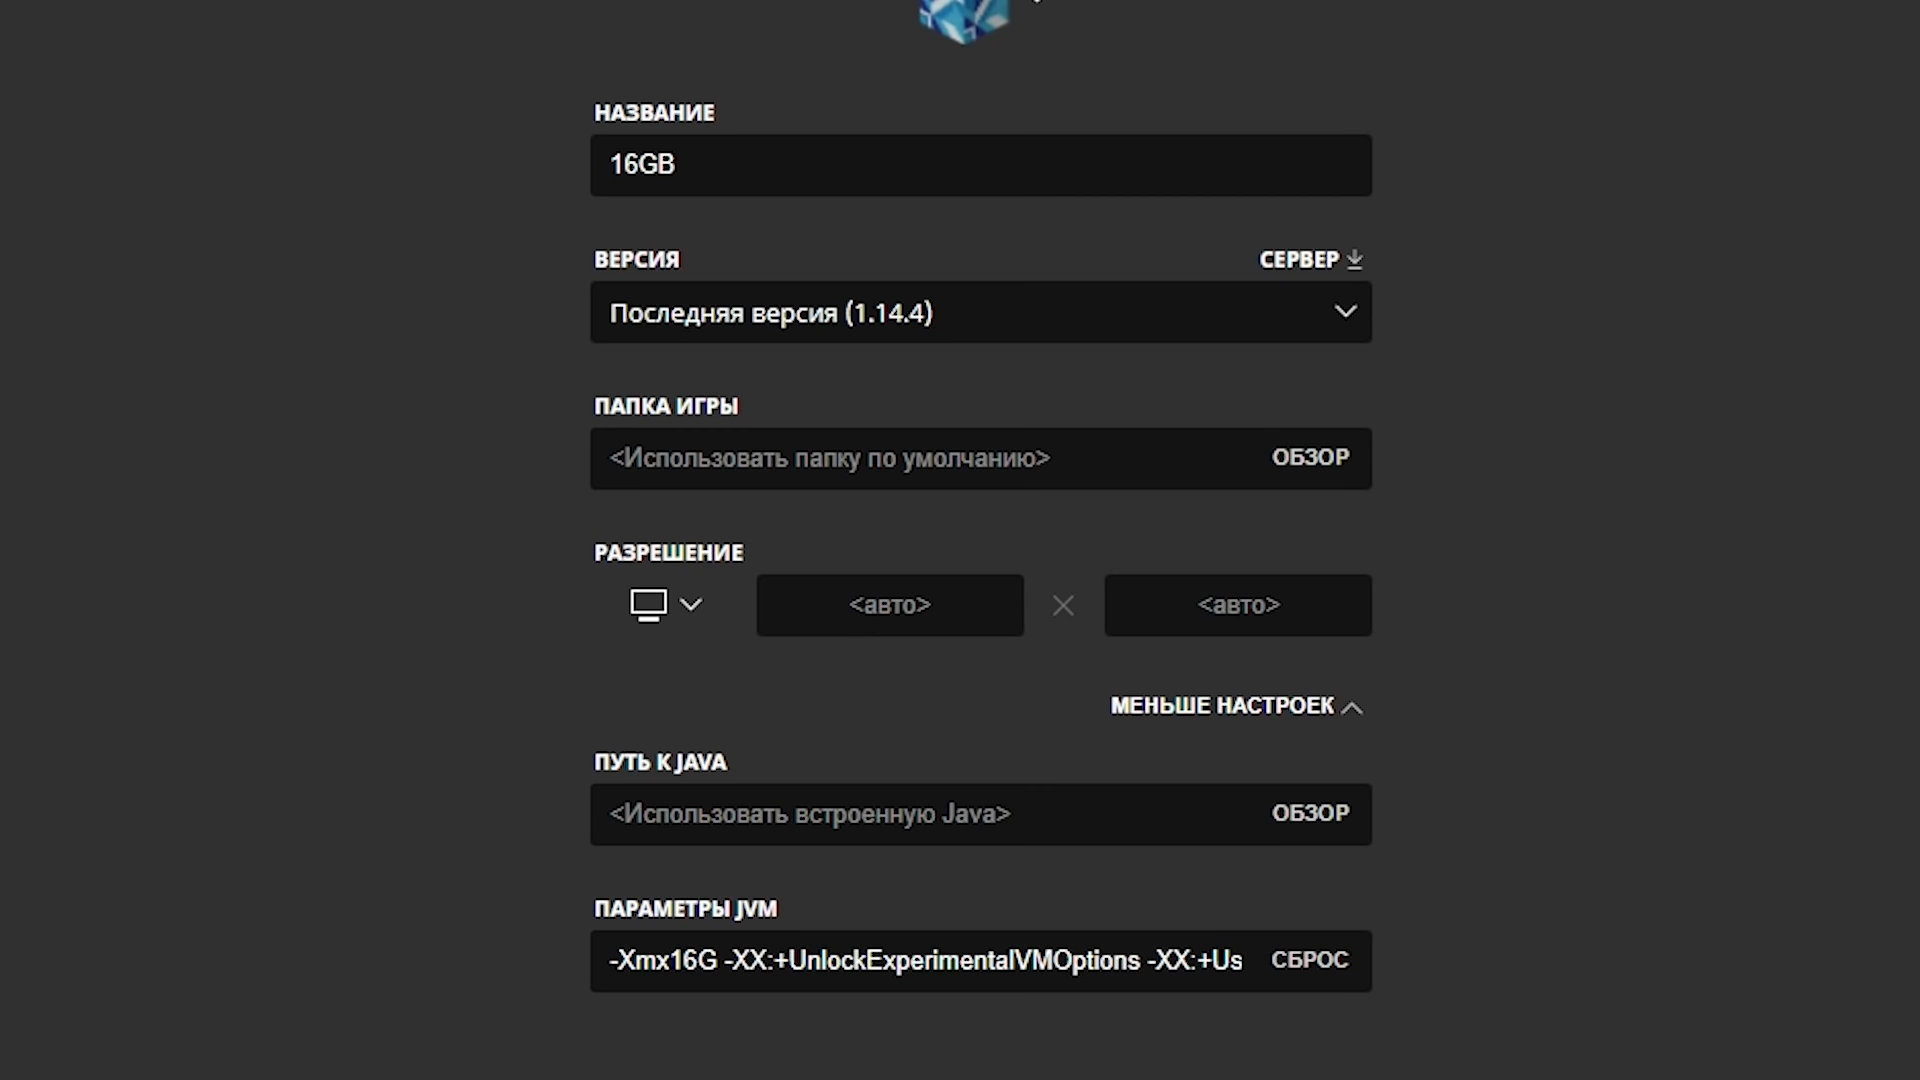 НАЗВАНИЕ
16GB
ВЕРСИЯ
СЕРВЕР
Последняя версия (1.14.4)
ПАПКА ИГРЫ
<Использовать папку по умолчанию>
ОБЗОР
РАЗРЕШЕНИЕ
<авто>
<авто>
МЕНЬШЕ НАСТРОЕК
ПУТЬ К JAVA
<Использовать встроенную Java>
ОБЗОР
ПАРАМЕТРЫ JVM
-Xmx16G -XX:+UnlockExperimentalVMOptions -XX:+Us
СБРОС